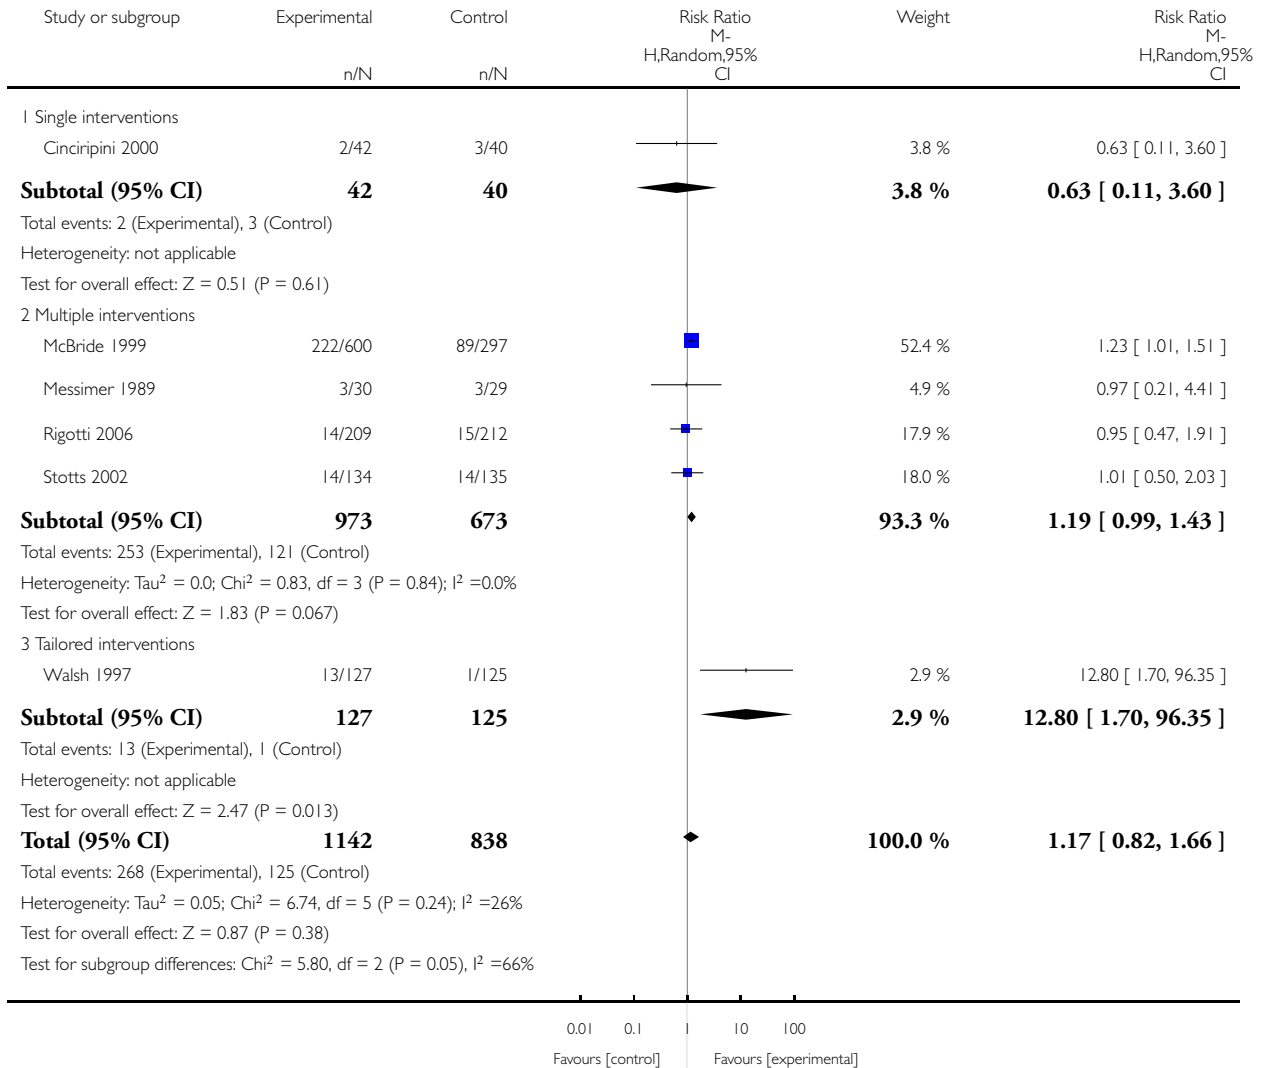 Study or subgroup Experimental Control Risk Ratio Weight Risk Ratio
M- M-
H,Random,95% H,Random,95%
n/N n/N CI CI
1 Single interventions
Cinciripini 2000 2/42 3/40 3.8 % 0.63 [ 0.11, 3.60 ]
Subtotal (95% CI) 42 40 3.8 % 0.63 [ 0.11, 3.60 ]
Total events: 2 (Experimental), 3 (Control)
Heterogeneity: not applicable
Test for overall effect: Z = 0.51 (P = 0.61)
2 Multiple interventions
McBride 1999 222/600 89/297 52.4 % 1.23 [ 1.01, 1.51 ]
Messimer 1989 3/30 3/29 4.9 % 0.97 [ 0.21, 4.41 ]
Rigotti 2006 14/209 15/212 17.9 % 0.95 [ 0.47, 1.91 ]
Stotts 2002 14/134 14/135 18.0 % 1.01 [ 0.50, 2.03 ]
Subtotal (95% CI) 973 673 93.3 % 1.19 [ 0.99, 1.43 ]
Total events: 253 (Experimental), 121 (Control)
Heterogeneity: Tau² = 0.0; Chi² = 0.83, df = 3 (P = 0.84); I² =0.0%
Test for overall effect: Z = 1.83 (P = 0.067)
3 Tailored interventions
Walsh 1997 13/127 1/125 2.9 % 12.80 [ 1.70, 96.35 ]
Subtotal (95% CI) 127 125 2.9 % 12.80 [ 1.70, 96.35 ]
Total events: 13 (Experimental), 1 (Control)
Heterogeneity: not applicable
Test for overall effect: Z = 2.47 (P = 0.013)
Total (95% CI) 1142 838 100.0 % 1.17 [ 0.82, 1.66 ]
Total events: 268 (Experimental), 125 (Control)
Heterogeneity: Tau² = 0.05; Chi² = 6.74, df = 5 (P = 0.24); I² =26%
Test for overall effect: Z = 0.87 (P = 0.38)
Test for subgroup differences: Chi² = 5.80, df = 2 (P = 0.05), I² =66%
0.01 0.1 1 10 100
Favours [control] Favours [experimental]